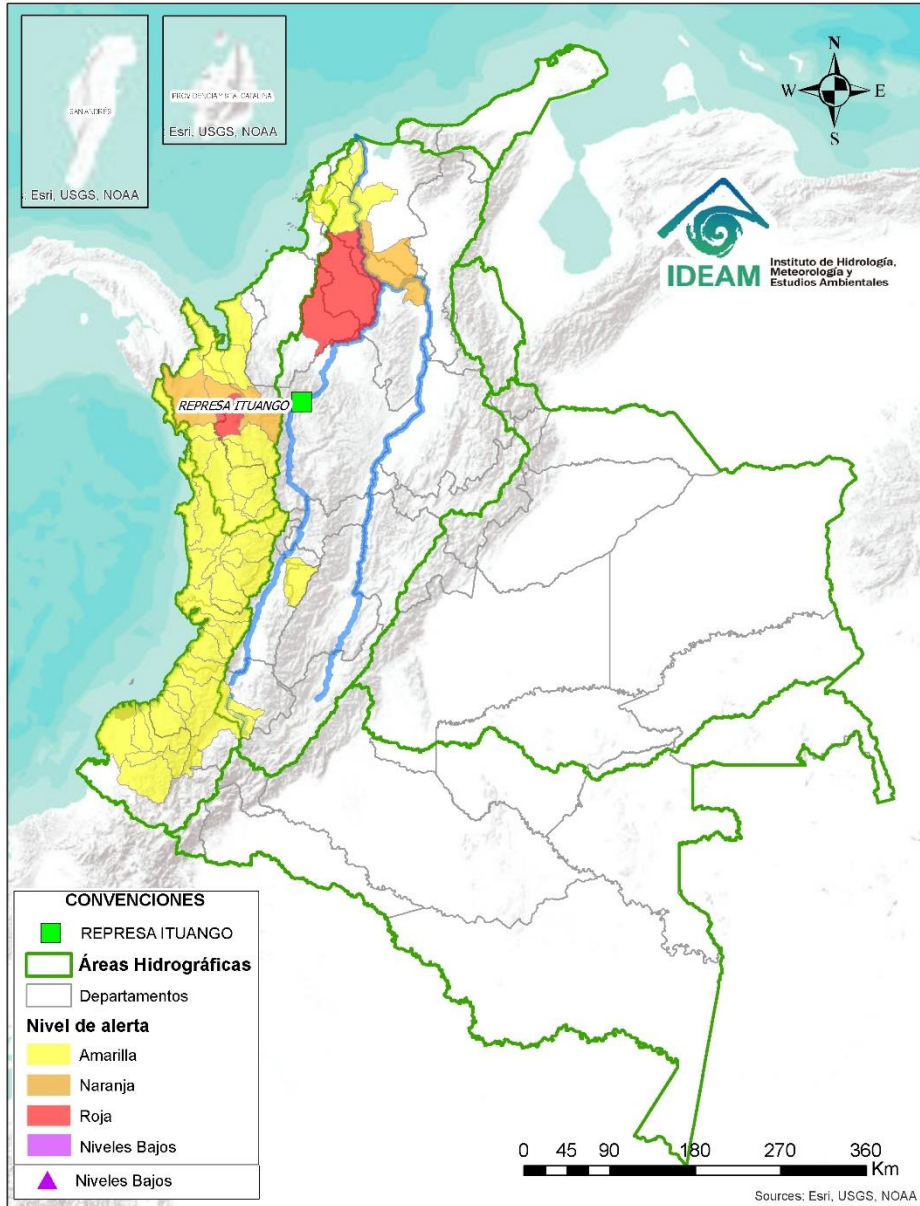 SAN ANDRÉS
: Esri, USGS, NOAA
PROVIDENCIA Y STA. CATALINA
: Esri, USGS, NOAA
N
W
E
S
IDEAM
Instituto de Hidrología,
Meteorología y
Estudios Ambientales
REPRESA ITUANGO
CONVENCIONES
REPRESA ITUANGO
Áreas Hidrográficas
Departamentos
Nivel de alerta
Amarilla
Naranja
Roja
Niveles Bajos
Niveles Bajos
0 45 90 180 270 360
Km
Sources: Esri, USGS, NOAA